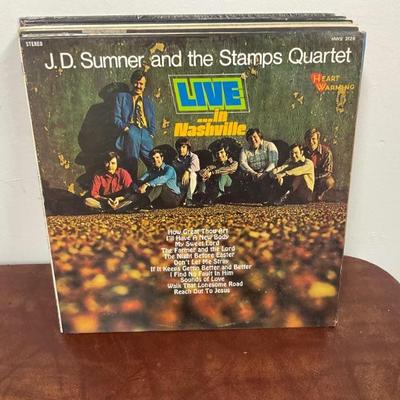 STEREO
J.D. Sumner and the Stamps Quartet
HEART WARMING
LIVE
...in
Nashville
How Great Thou Art
I'll Have A New Body
My Sweet Lord
The Farmer and the Lord
The Night Before Easter
Don't Let Me Stray
If It Keeps Gettin Better and Better
I Find No Fault In Him
Sounds of Love
Walk That Lonesome Road
Reach Out To Jesus